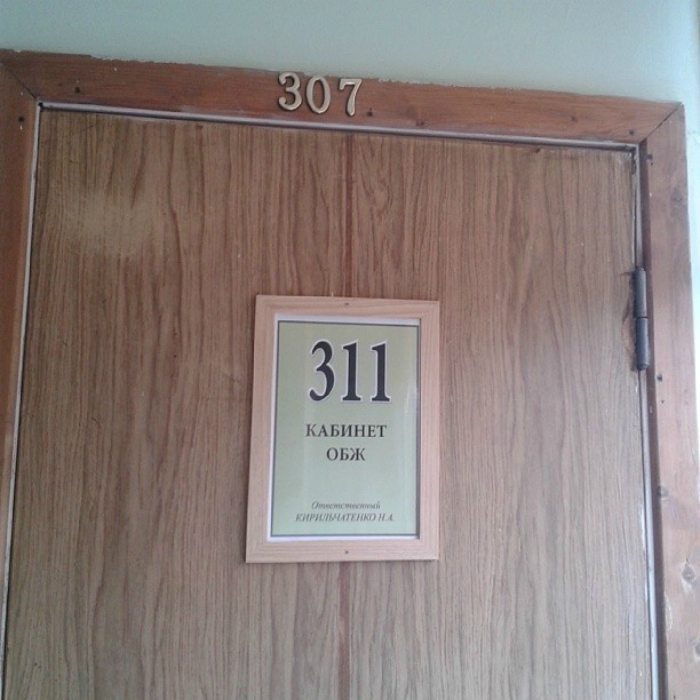 307
311
КАБИНЕТ
ОБЖ
Ответственный
КИРИЛЬЧАТЕНКО Н.А.